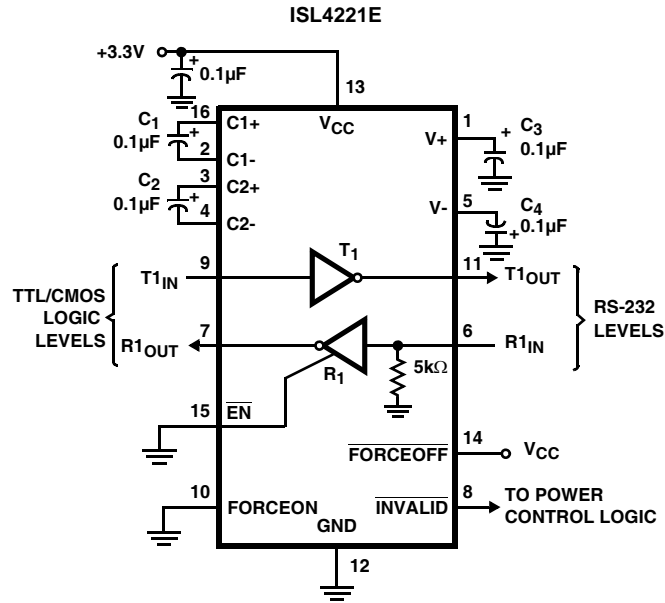 ISL4221E
+3.3V
+
0.1µF
13
16
C1
0.1µF
+
2
C1+
C1-
VCC
1
V+
+
C3
0.1µF
3
C2
0.1µF
+
4
C2+
C2-
5
V-
C4
0.1µF
+
9
T1IN
T1
11
T1OUT
TTL/CMOS
LOGIC
LEVELS
RS-232
LEVELS
7
R1OUT
R1
5kΩ
6
R1IN
15
EN
14
FORCEOFF
VCC
10
FORCEON
8
INVALID
TO POWER
CONTROL LOGIC
GND
12